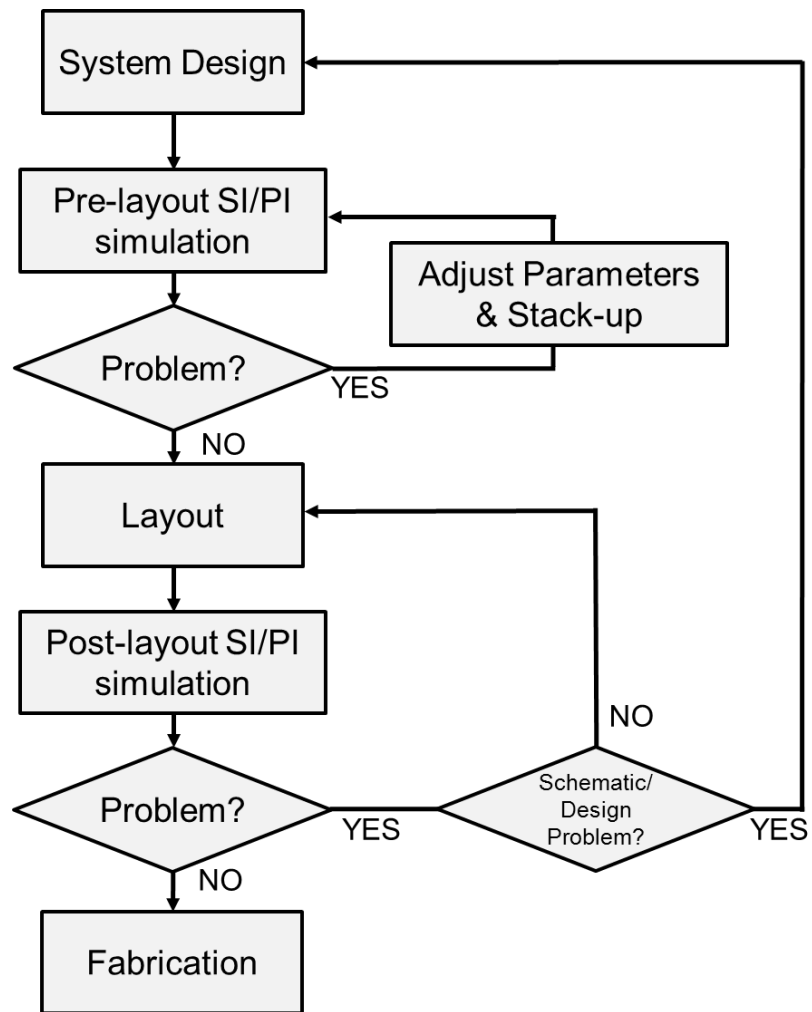 System Design
Pre-layout SI/PI
simulation
Adjust Parameters
& Stack-up
Problem?
YES
NO
Layout
Post-layout SI/PI
simulation
NO
Problem?
YES
Schematic/
Design
Problem?
YES
NO
Fabrication